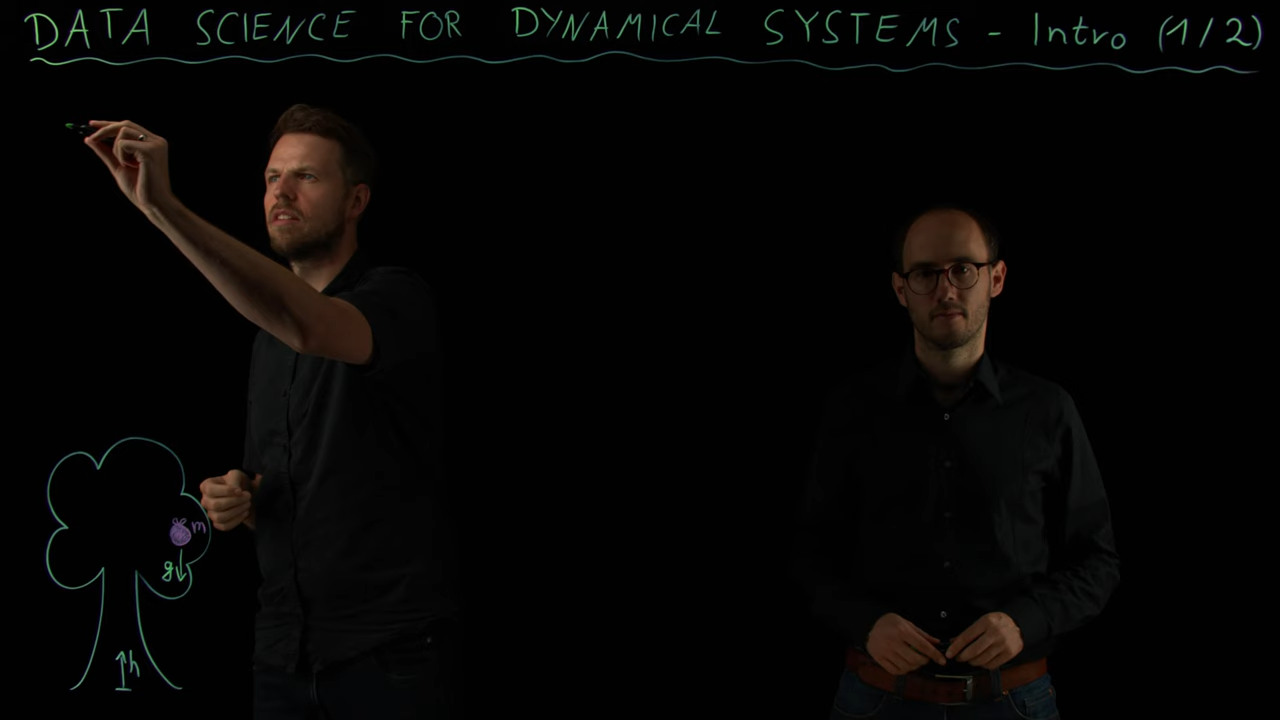 DATA SCIENCE FOR DYNAMICAL SYSTEMS - Intro (1/2)
m
g
h